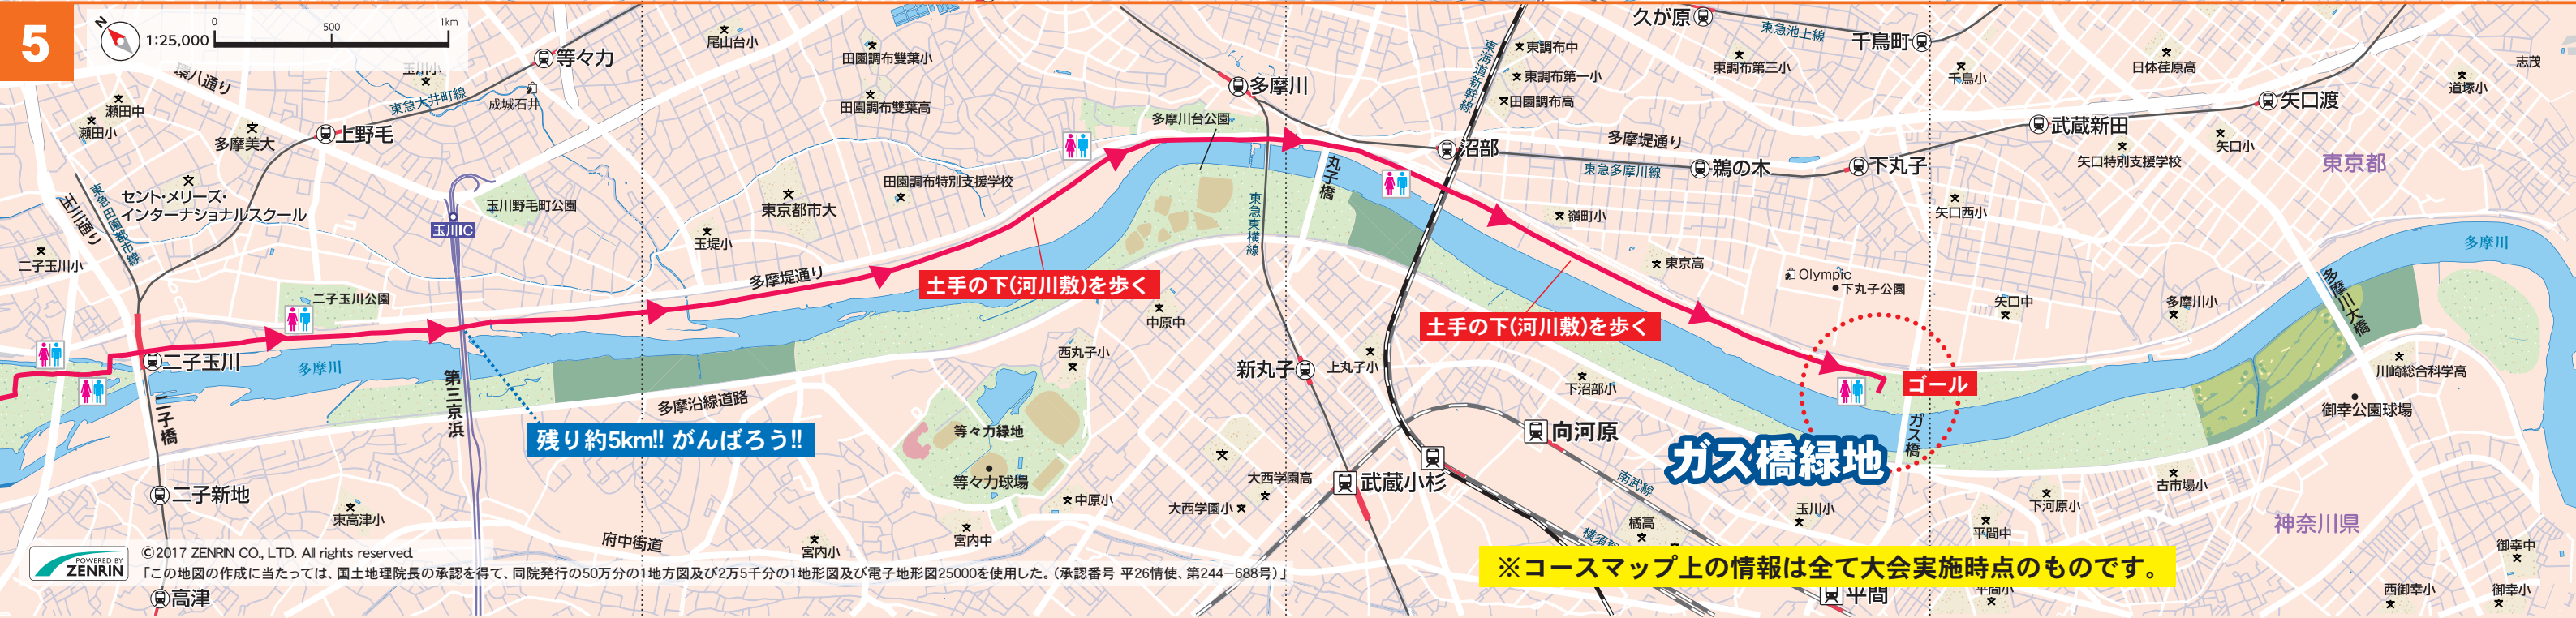 5
N
1:25,000
0
500
1km
環八通り
等々力
東急大井町線
成城石井
玉川小
尾山台小
田園調布雙葉小
田園調布雙葉高
多摩川
多摩川台公園
東海道新幹線
東調布中
東調布第一小
田園調布高
久が原
東急池上線
千鳥町
東調布第三小
千鳥小
日体荏原高
道塚小
志茂
矢口渡
瀬田中
瀬田小
多摩美大
上野毛
沼部
多摩堤通り
東急多摩川線
鵜の木
下丸子
武蔵新田
矢口特別支援学校
矢口小
東京都
セント・メリーズ・
インターナショナルスクール
玉川通り
東急田園都市線
玉川野毛町公園
玉川IC
玉堤小
東京都市大
田園調布特別支援学校
東急東横線
丸子橋
嶺町小
矢口西小
二子玉川小
二子玉川公園
多摩堤通り
土手の下(河川敷)を歩く
東京高
Olympic
下丸子公園
矢口中
多摩川小
多摩川大橋
多摩川
中原中
土手の下(河川敷)を歩く
二子玉川
多摩川
第三京浜
西丸子小
新丸子
上丸子小
下沼部小
ゴール
ガス橋
川崎総合科学高
御幸公園球場
二子橋
多摩沿線道路
残り約5km!! がんばろう!!
等々力緑地
等々力球場
向河原
ガス橋緑地
武蔵小杉
南武線
大西学園高
大西学園小
中原小
古市場小
下河原小
二子新地
東高津小
府中街道
宮内小
宮内中
橘高
玉川小
平間中
神奈川県
横須
御幸中
POWERED BY
ZENRIN
©2017 ZENRIN CO., LTD. All rights reserved.
「この地図の作成に当たっては、国土地理院長の承認を得て、同院発行の50万分の1地方図及び2万5千分の1地形図及び電子地形図25000を使用した。(承認番号 平26情使、第244-688号)」
※コースマップ上の情報は全て大会実施時点のものです。
高津
平間
平間小
西御幸小
御幸小